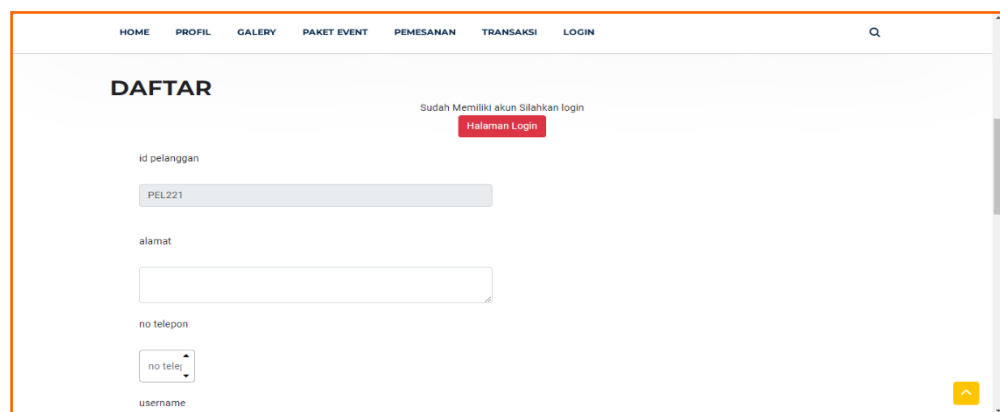 HOME PROFIL GALERY PAKET EVENT PEMESANAN TRANSAKSI LOGIN
DAFTAR
Sudah Memiliki akun Silahkan login
Halaman Login
id pelanggan
PEL221
alamat
no telepon
no telej
username